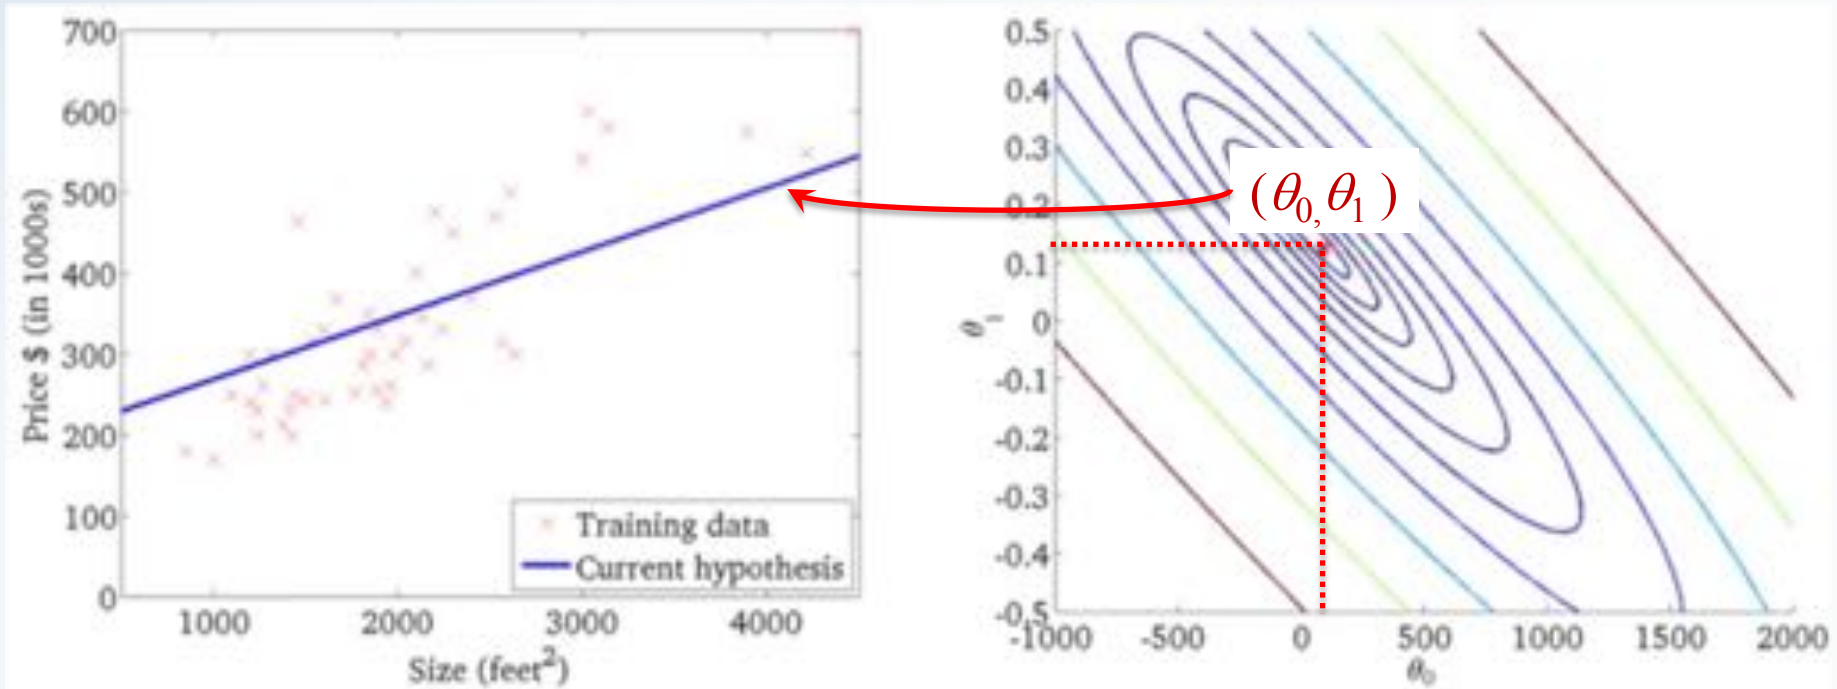 700
600
500
400
300
200
100
0
Price $ (in 1000s)
1000 2000 3000 4000
Size (feet²)
Training data
Current hypothesis
0.5
0.4
0.3
0.2
0.1
0
-0.1
-0.2
-0.3
-0.4
-0.5
θ₁
-1000 -500 0 500 1000 1500 2000
θ₀
(θ₀,θ₁)